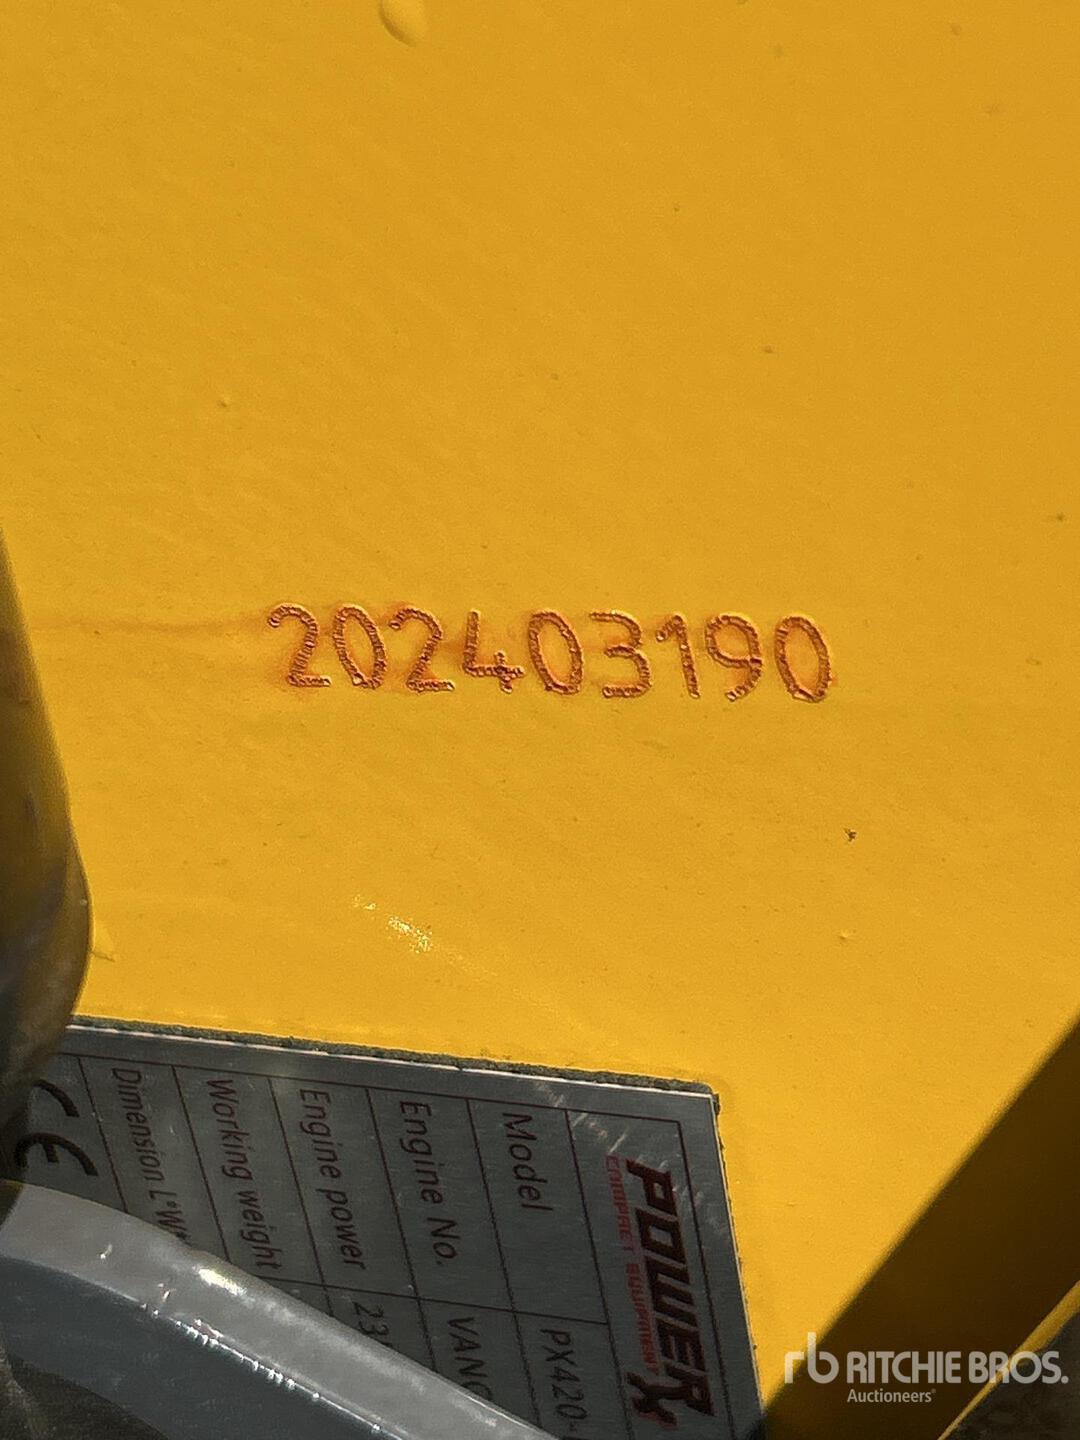 202403190
POWER X
COMPACT EQUIPMENT
Model PX420-
Engine No. VANG
Engine power 23
Working weight
Dimension L*W*
CE
rb RITCHIE BROS.
Auctioneers